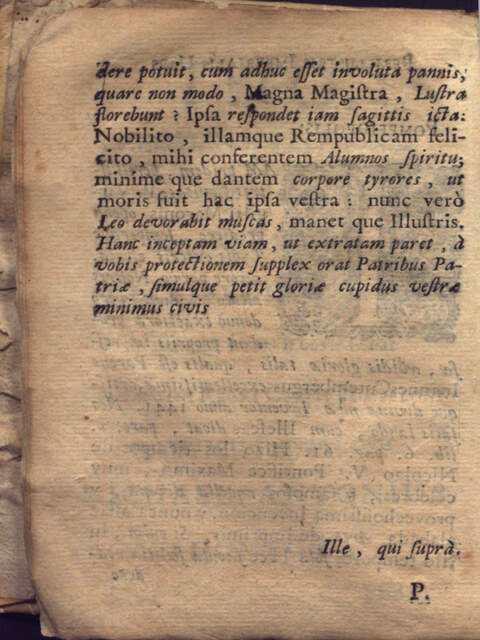 dere potuit, cum adhuc eſſet involuta pannis;
quare non modo, Magna Magiſtra, Luſtra
florebunt? Ipſa reſpondet iam ſagittis icta:
Nobilito, illamque Rempublicam feli-
cito, mihi conferentem Alumnos ſpiritu;
minime que dantem corpore tyrores, ut
moris fuit hac ipſa veſtra: nunc verò
Leo devorabit muſcas, manet que Illuſtris.
Hanc inceptam viam, ut extratam paret, à
vobis protectionem ſupplex orat Patribus Pa-
triæ, ſimulque petit gloriæ cupidus veſtræ
minimus civis
Ille, qui ſuprà.
P.